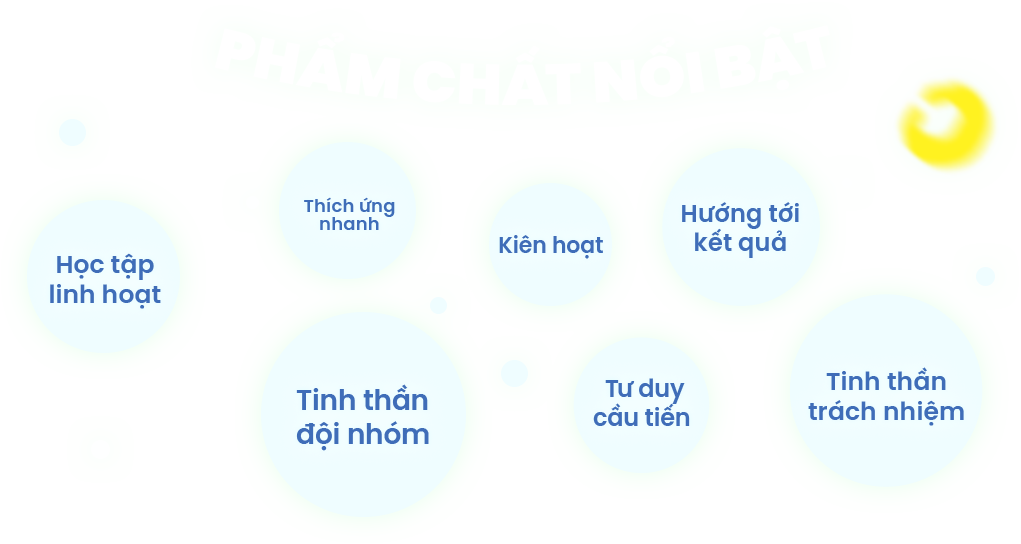 PHẨM CHẤT NỔI BẬT
Thích ứng
nhanh
Kiên hoạt
Hướng tới
kết quả
Học tập
linh hoạt
Tinh thần
đội nhóm
Tư duy
cầu tiến
Tinh thần
trách nhiệm